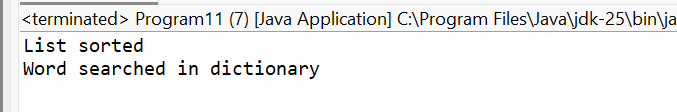 <terminated> Program11 (7) [Java Application] C:\Program Files\Java\jdk-25\bin\ja
List sorted
Word searched in dictionary